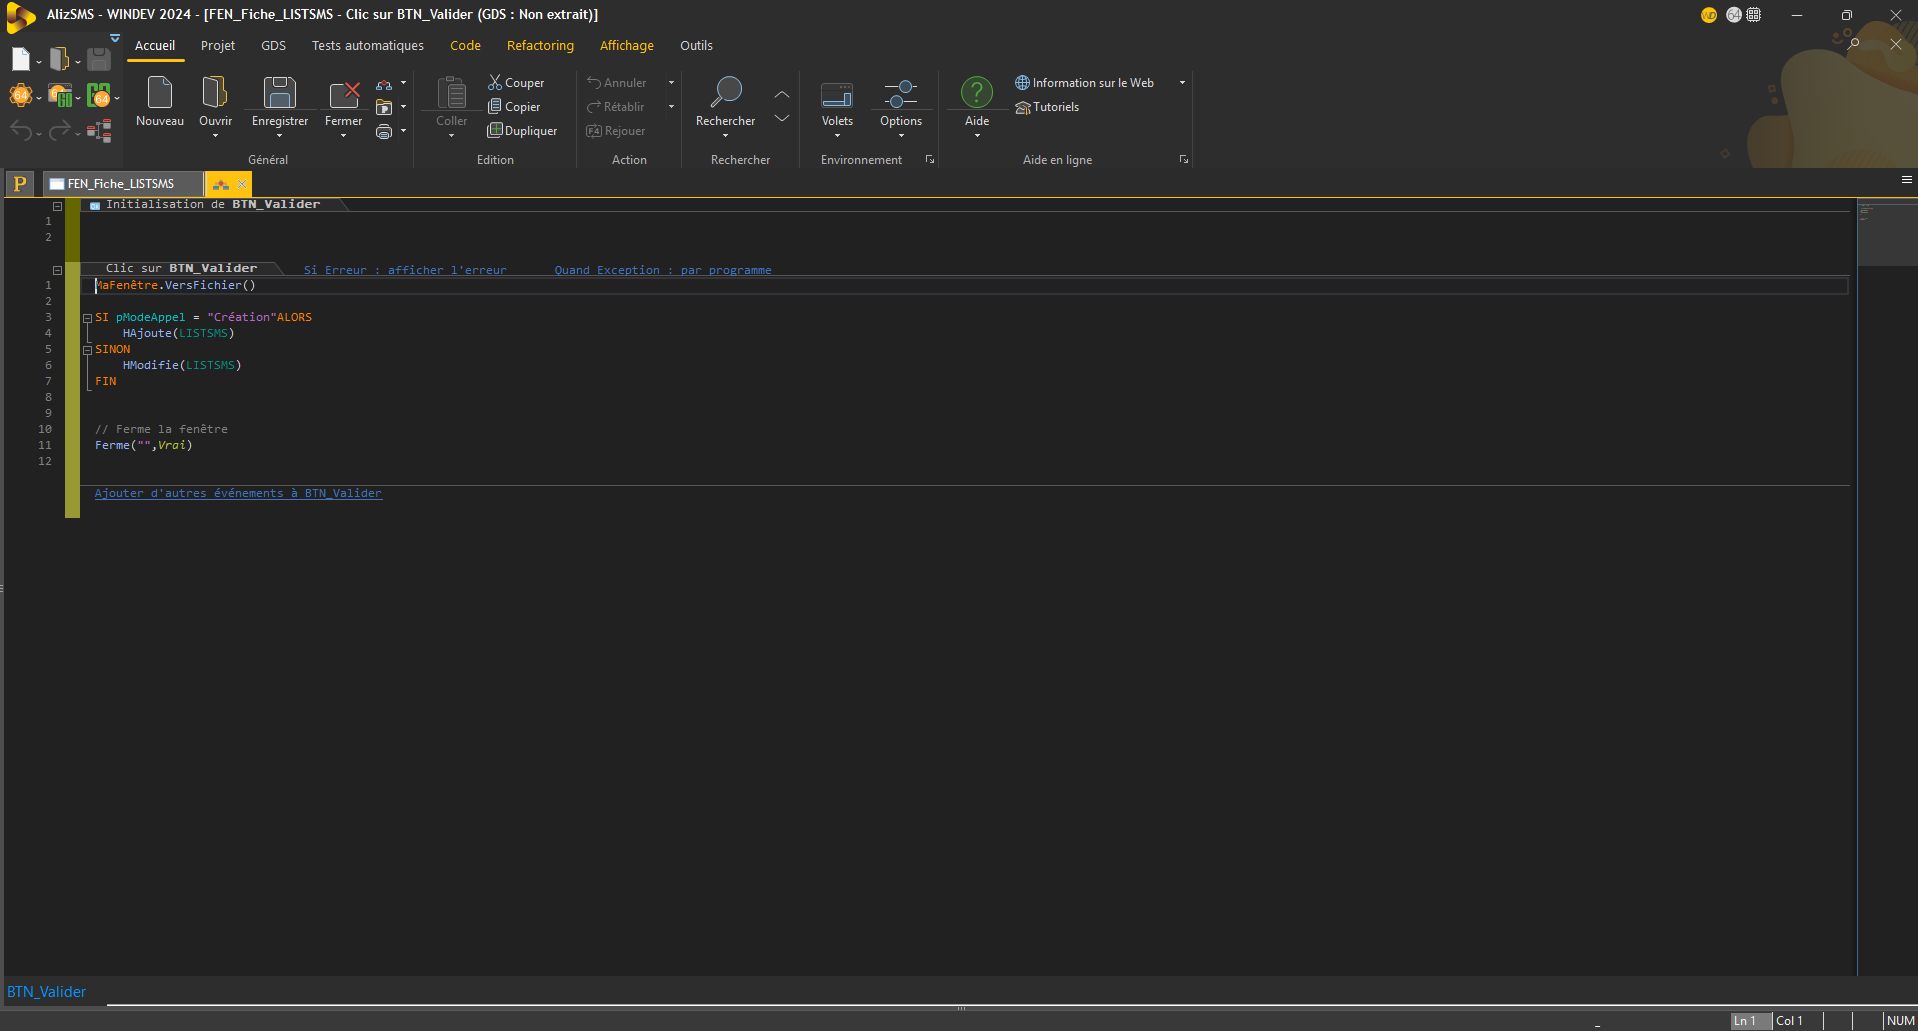 AlizSMS - WINDEV 2024 - [FEN_Fiche_LISTSMS - Clic sur BTN_Valider (GDS : Non extrait)]
WD 64
Accueil Projet GDS Tests automatiques Code Refactoring Affichage Outils
Nouveau Ouvrir Enregistrer Fermer
Général
Coller
Couper
Copier
Dupliquer
Edition
Annuler
Rétablir
F4 Rejouer
Action
Rechercher
Rechercher
Volets Options
Environnement
Aide
Information sur le Web
Tutoriels
Aide en ligne
P FEN_Fiche_LISTSMS
Initialisation de BTN_Valider
1
2
Clic sur BTN_Valider Si Erreur : afficher l'erreur Quand Exception : par programme
1 MaFenêtre.VersFichier()
2
3 SI pModeAppel = "Création"ALORS
4 HAjoute(LISTSMS)
5 SINON
6 HModifie(LISTSMS)
7 FIN
8
9
10 // Ferme la fenêtre
11 Ferme("",Vrai)
12
Ajouter d'autres événements à BTN_Valider
BTN_Valider
Ln 1 Col 1 NUM